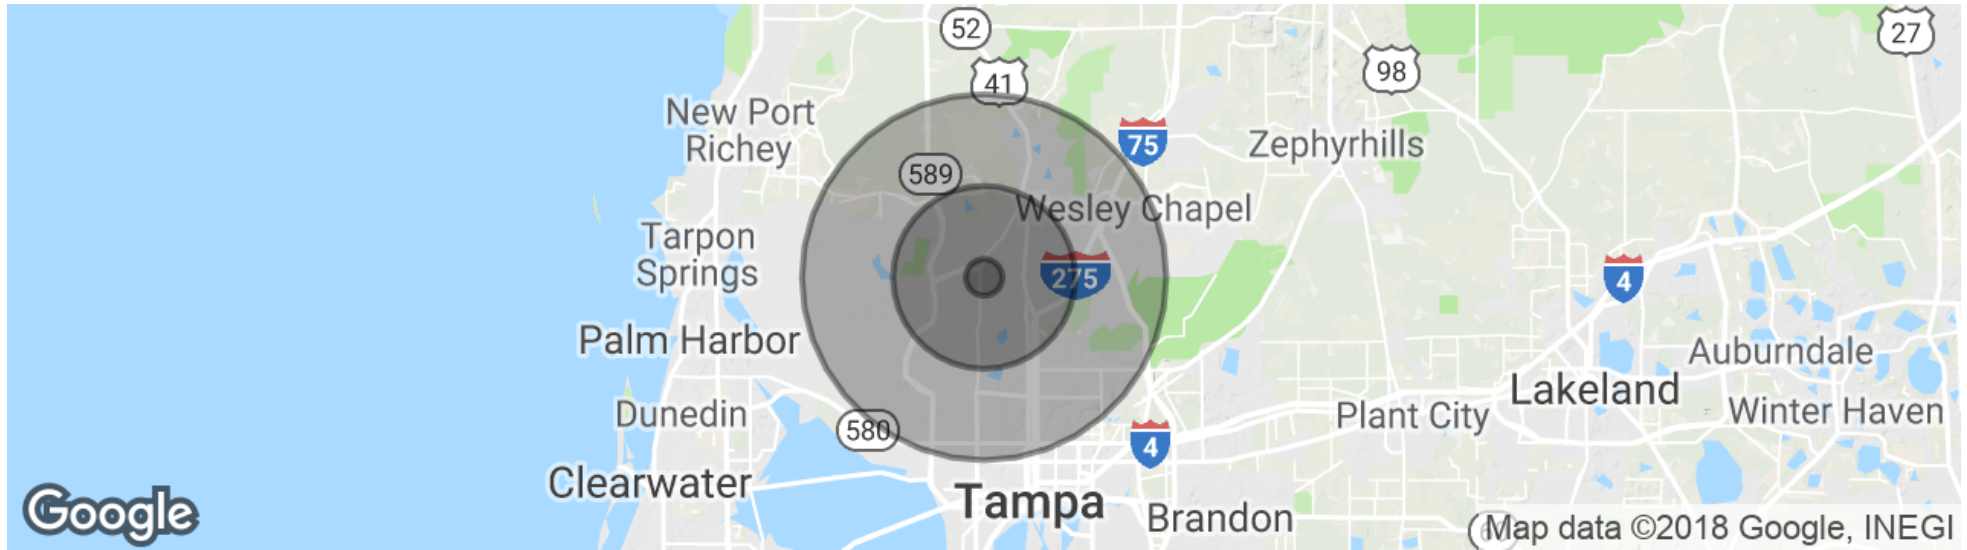 52
27
41
98
New Port
Richey
75
Zephyrhills
589
Wesley Chapel
Tarpon
Springs
275
4
Palm Harbor
Auburndale
Lakeland
Dunedin
Plant City
Winter Haven
580
4
Clearwater
Tampa
Brandon
Google
Map data ©2018 Google, INEGI